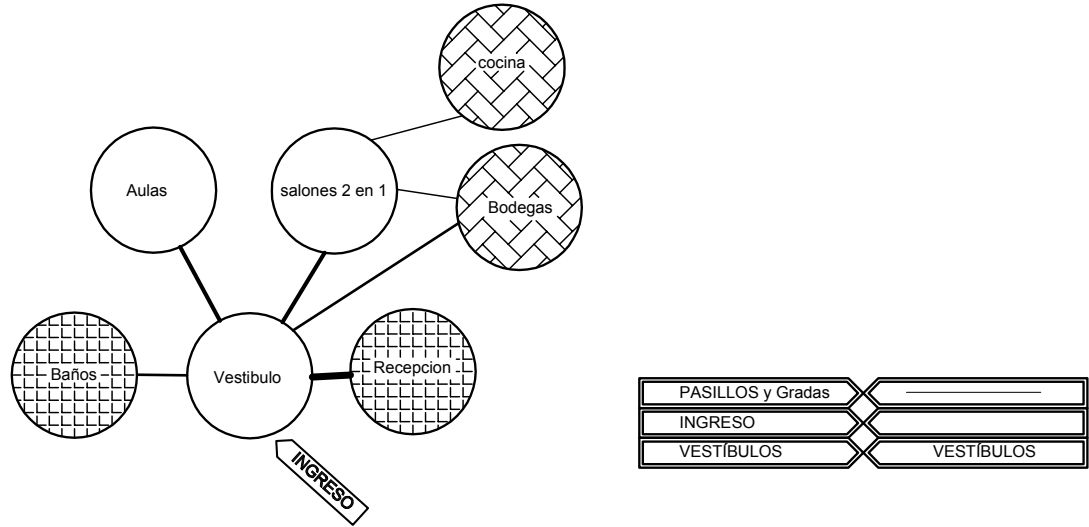 cocina
Aulas
salones 2 en 1
Bodegas
Baños
Vestibulo
Recepcion
INGRESO
PASILLOS y Gradas
INGRESO
VESTÍBULOS VESTÍBULOS